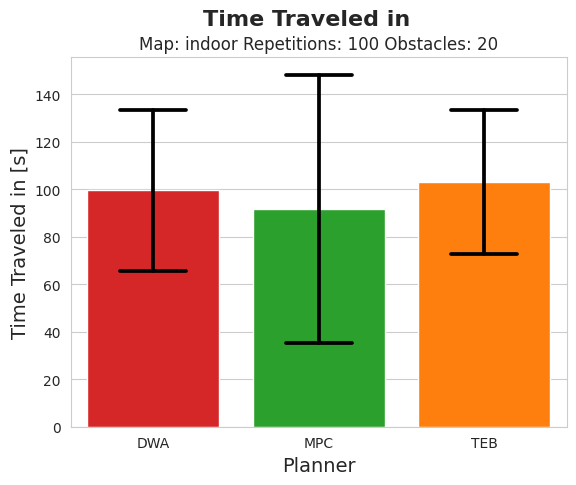 Time Traveled in
Map: indoor Repetitions: 100 Obstacles: 20
Time Traveled in [s]
140
120
100
80
60
40
20
0
DWA
MPC
TEB
Planner